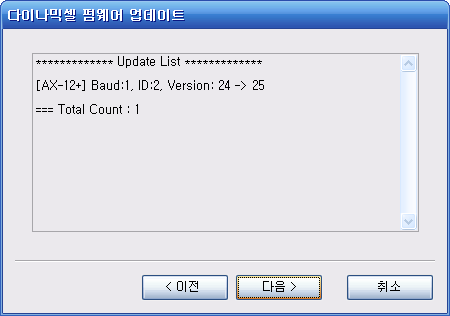 다이나믹셀 펌웨어 업데이트
************* Update List *************
[AX-12+] Baud:1, ID:2, Version: 24 -> 25
=== Total Count : 1
< 이전
다음 >
취소